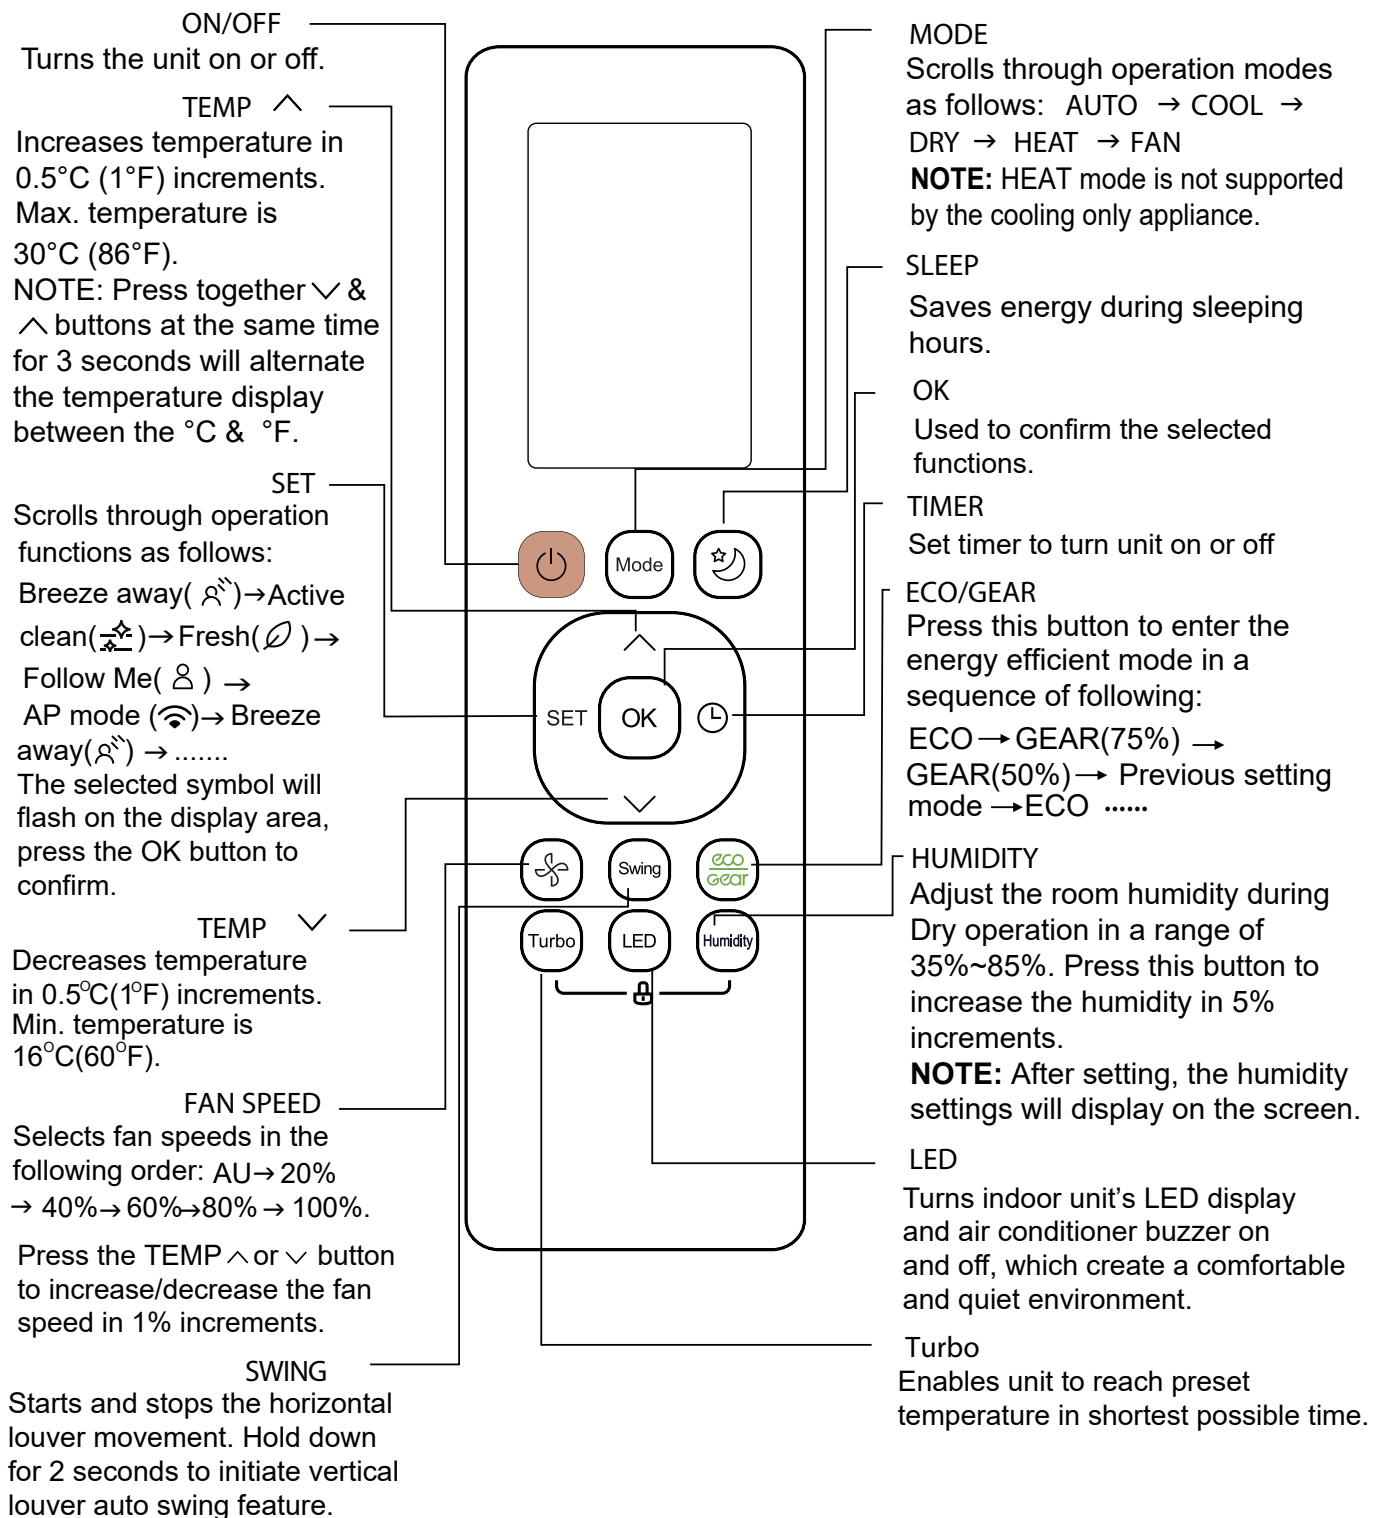 ON/OFF
Turns the unit on or off.
TEMP
Increases temperature in
0.5°C (1°F) increments.
Max. temperature is
30°C (86°F).
NOTE: Press together &
buttons at the same time
for 3 seconds will alternate
the temperature display
between the °C & °F.
SET
Scrolls through operation
functions as follows:
Breeze away( )→Active
clean( )→Fresh( )→
Follow Me( ) →
AP mode ( )→ Breeze
away( ) → .......
The selected symbol will
flash on the display area,
press the OK button to
confirm.
TEMP
Decreases temperature
in 0.5°C(1°F) increments.
Min. temperature is
16°C(60°F).
FAN SPEED
Selects fan speeds in the
following order: AU→20%
→ 40%→60%→80%→ 100%.
Press the TEMP or button
to increase/decrease the fan
speed in 1% increments.
SWING
Starts and stops the horizontal
louver movement. Hold down
for 2 seconds to initiate vertical
louver auto swing feature.
Mode
SET
OK
Swing
eco
Gear
Turbo
LED
Humidity
MODE
Scrolls through operation modes
as follows: AUTO → COOL →
DRY → HEAT → FAN
NOTE: HEAT mode is not supported
by the cooling only appliance.
SLEEP
Saves energy during sleeping
hours.
OK
Used to confirm the selected
functions.
TIMER
Set timer to turn unit on or off
ECO/GEAR
Press this button to enter the
energy efficient mode in a
sequence of following:
ECO→GEAR(75%) →
GEAR(50%)→ Previous setting
mode →ECO ......
HUMIDITY
Adjust the room humidity during
Dry operation in a range of
35%~85%. Press this button to
increase the humidity in 5%
increments.
NOTE: After setting, the humidity
settings will display on the screen.
LED
Turns indoor unit's LED display
and air conditioner buzzer on
and off, which create a comfortable
and quiet environment.
Turbo
Enables unit to reach preset
temperature in shortest possible time.